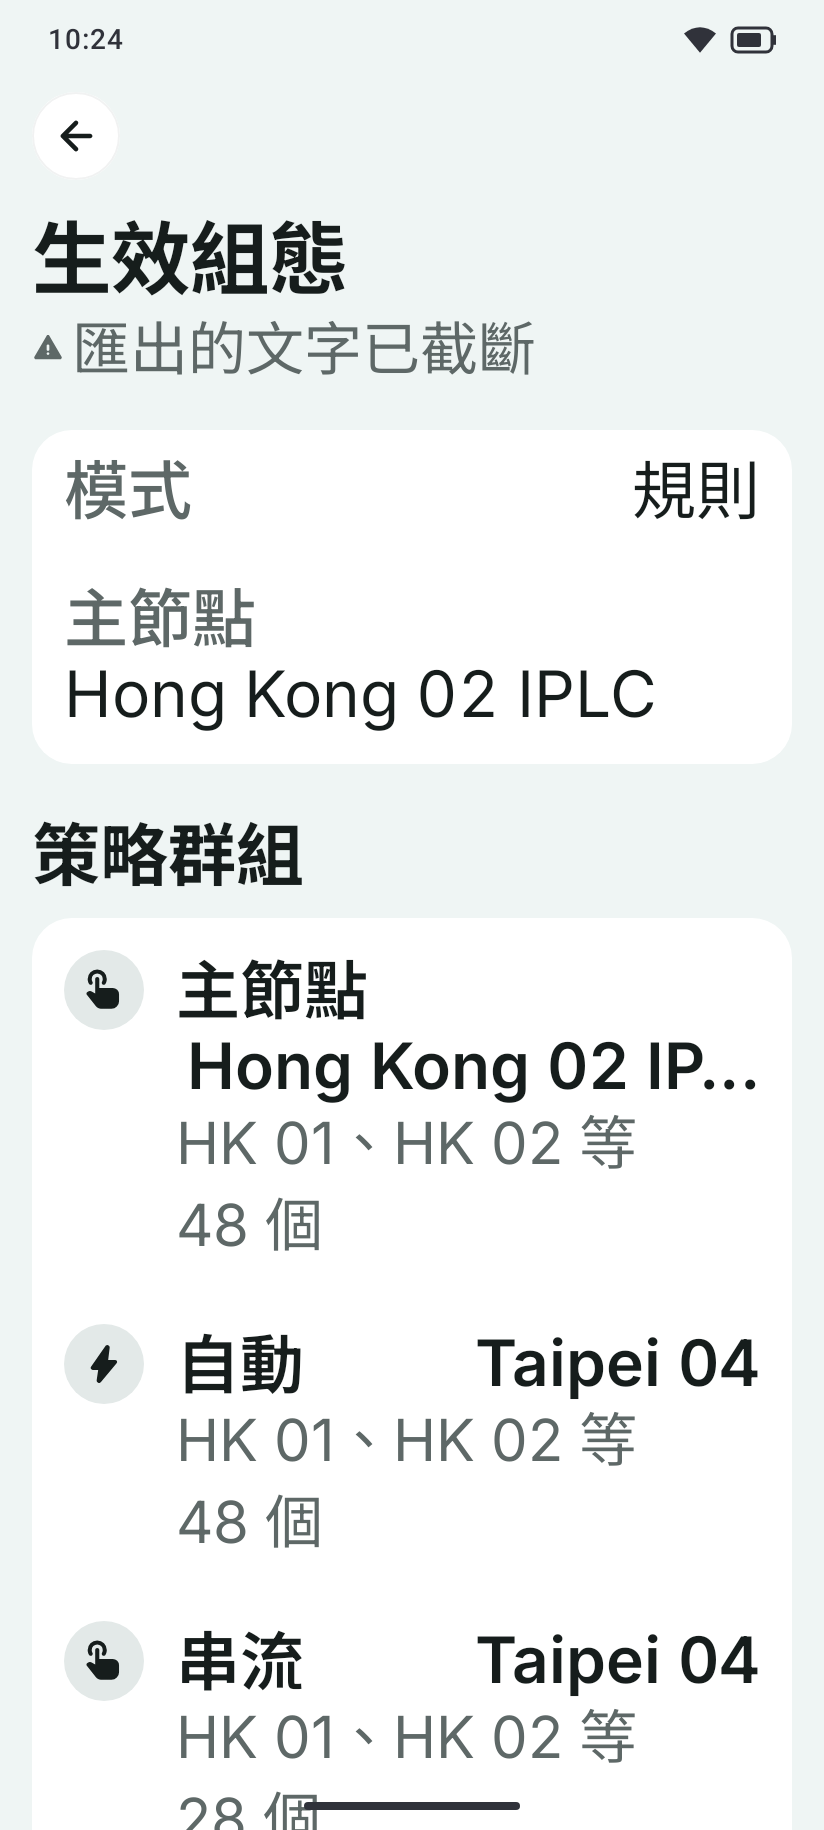 10:24
生效組態
匯出的文字已截斷
模式 規則
主節點
Hong Kong 02 IPLC
策略群組
主節點
Hong Kong 02 IP...
HK 01、HK 02 等
48 個
自動 Taipei 04
HK 01、HK 02 等
48 個
串流 Taipei 04
HK 01、HK 02 等
28 個